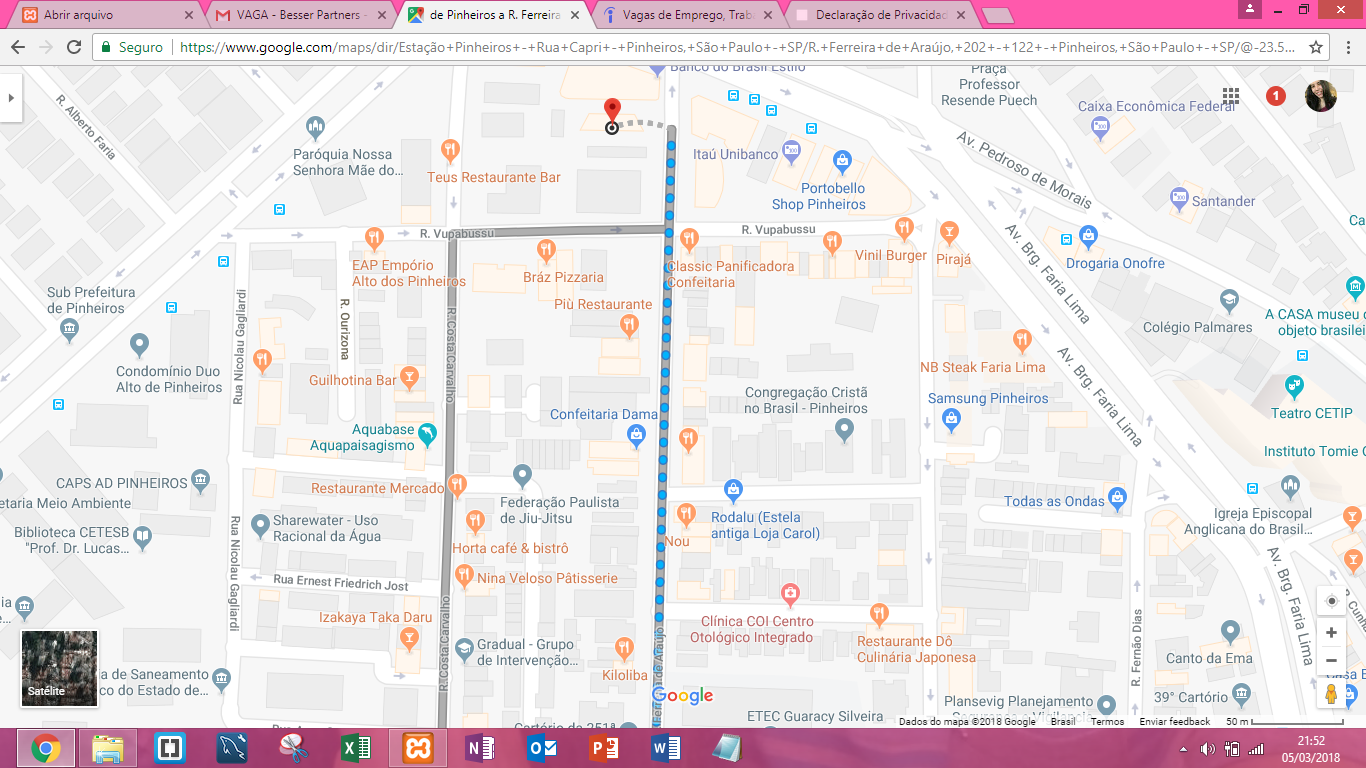 Abrir arquivo
M VAGA - Besser Partners -
de Pinheiros a R. Ferreira
Vagas de Emprego, Trab
Declaração de Privacidad
Seguro
https://www.google.com/maps/dir/Estação+Pinheiros+-+Rua+Capri+-+Pinheiros,+São+Paulo+-+SP/R.+Ferreira+de+Araújo,+202+-+122+-+Pinheiros,+São+Paulo+-+SP/@-23.5...
Banco do Brasil Estilo
Praça
Professor
Resende Puech
1
R. Alberto Faria
Caixa Econômica Federal
Paróquia Nossa
Senhora Mãe do...
Teus Restaurante Bar
Itaú Unibanco
Portobello
Shop Pinheiros
Av. Pedroso de Morais
Santander
R. Vupabussu
R. Vupabussu
Av. Brg. Faria Lima
EAP Empório
Alto dos Pinheiros
Bráz Pizzaria
Classic Panificadora
Confeitaria
Vinil Burger
Pirajá
Drogaria Onofre
Sub Prefeitura
de Pinheiros
R. Ourizona
Più Restaurante
Rua Nicolau Gagliardi
R. Costa Carvalho
Colégio Palmares
A CASA museu
objeto brasilei
Condomínio Duo
Alto de Pinheiros
Guilhotina Bar
NB Steak Faria Lima
Av. Brg. Faria Lima
Congregação Cristã
no Brasil - Pinheiros
Samsung Pinheiros
Teatro CETIP
Confeitaria Dama
Aquabase
Aquapaisagismo
Instituto Tomie
CAPS AD PINHEIROS
etaria Meio Ambiente
Restaurante Mercado
Federação Paulista
de Jiu-Jitsu
Rodalu (Estela
antiga Loja Carol)
Todas as Ondas
Igreja Episcopal
Anglicana do Brasil...
Biblioteca CETESB
"Prof. Dr. Lucas...
Sharewater - Uso
Racional da Água
Horta café & bistrô
Nou
Rua Nicolau Gagliardi
Rua Ernest Friedrich Jost
Nina Veloso Pâtisserie
Av. Brg. Faria Lima
Izakaya Taka Daru
R. Costa Carvalho
Clínica COI Centro
Otológico Integrado
Restaurante Dô
Culinária Japonesa
R. Fernão Dias
Gradual - Grupo
de Intervenção...
Kiloliba
de Araújo
Canto da Ema
a de Saneamento
co do Estado de...
Satélite
Google
ETEC Guaracy Silveira
Plansevig Planejamento
39° Cartório
Dados do mapa ©2018 Google
Brasil
Termos
Enviar feedback
50 m
21:52
05/03/2018